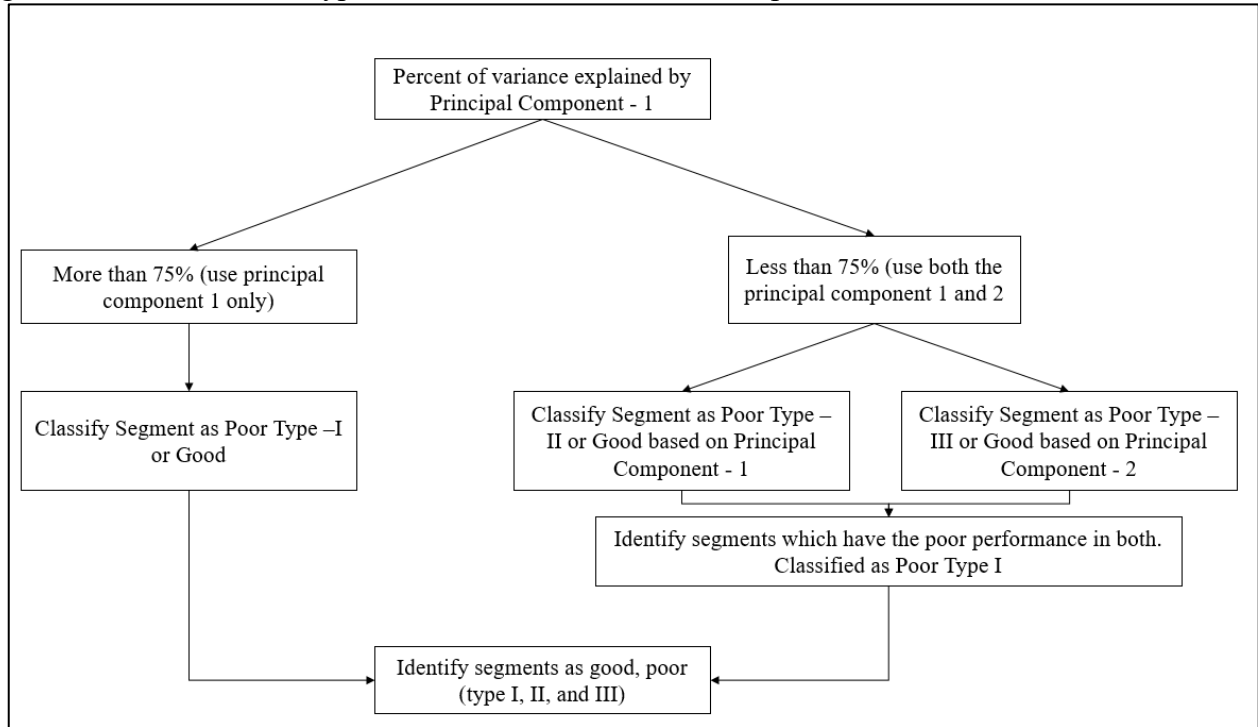 Percent of variance explained by
Principal Component - 1
More than 75% (use principal
component 1 only)
Less than 75% (use both the
principal component 1 and 2
Classify Segment as Poor Type –I
or Good
Classify Segment as Poor Type –
II or Good based on Principal
Component - 1
Classify Segment as Poor Type –
III or Good based on Principal
Component - 2
Identify segments which have the poor performance in both.
Classified as Poor Type I
Identify segments as good, poor
(type I, II, and III)